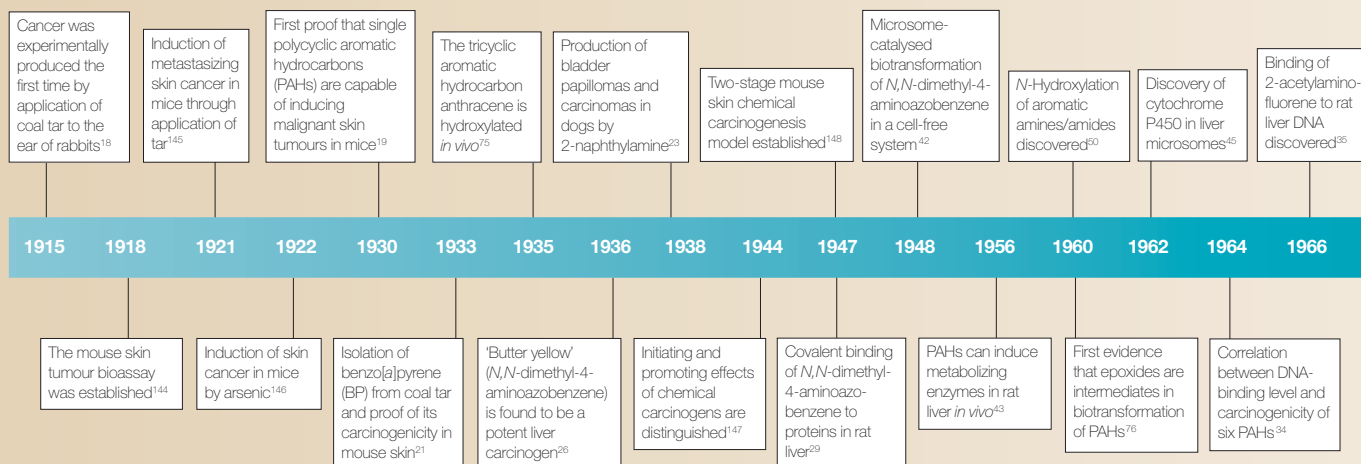 Cancer was
experimentally
produced the
first time by
application of
coal tar to the
ear of rabbits18
Induction of
metastasizing
skin cancer in
mice through
application of
tar145
First proof that single
polycyclic aromatic
hydrocarbons
(PAHs) are capable
of inducing
malignant skin
tumours in mice19
The tricyclic
aromatic
hydrocarbon
anthracene is
hydroxylated
in vivo75
Production of
bladder
papillomas and
carcinomas in
dogs by
2-naphthylamine23
Two-stage mouse
skin chemical
carcinogenesis
model established148
Microsome-
catalysed
biotransformation
of N,N-dimethyl-4-
aminoazobenzene
in a cell-free
system42
N-Hydroxylation
of aromatic
amines/amides
discovered50
Discovery of
cytochrome
P450 in liver
microsomes45
Binding of
2-acetylamino-
fluorene to rat
liver DNA
discovered35
1915 1918 1921 1922 1930 1933 1935 1936 1938 1944 1947 1948 1956 1960 1962 1964 1966
The mouse skin
tumour bioassay
was established144
Induction of skin
cancer in mice
by arsenic146
Isolation of
benzo[a]pyrene
(BP) from coal tar
and proof of its
carcinogenicity in
mouse skin21
'Butter yellow'
(N,N-dimethyl-4-
aminoazobenzene)
is found to be a
potent liver
carcinogen26
Initiating and
promoting effects
of chemical
carcinogens are
distinguished147
Covalent binding
of N,N-dimethyl-
4-aminoazo-
benzene to
proteins in rat
liver29
PAHs can induce
metabolizing
enzymes in rat
liver in vivo43
First evidence
that epoxides are
intermediates in
biotransformation
of PAHs76
Correlation
between DNA-
binding level and
carcinogenicity of
six PAHs34